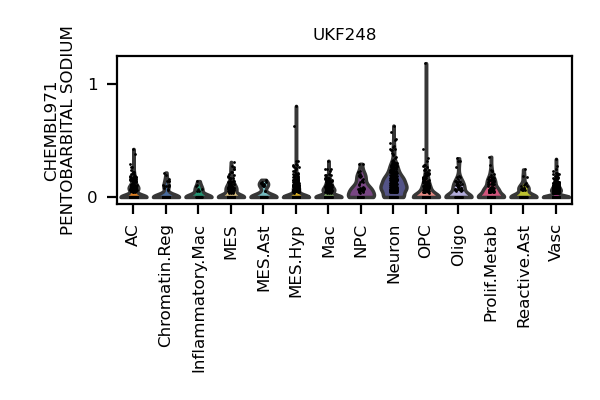 UKF248
CHEMBL971
PENTOBARBITAL SODIUM
1
0
AC
Chromatin.Reg
Inflammatory.Mac
MES
MES.Ast
MES.Hyp
Mac
NPC
Neuron
OPC
Oligo
Prolif.Metab
Reactive.Ast
Vasc